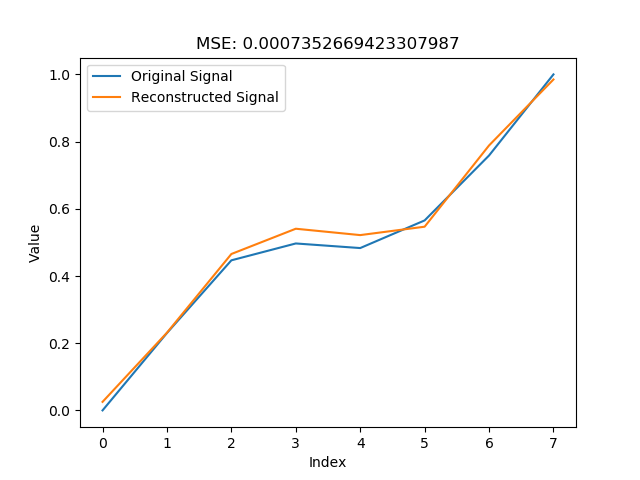 MSE: 0.0007352669423307987
Original Signal
Reconstructed Signal
1.0
0.8
0.6
0.4
0.2
0.0
Value
0 1 2 3 4 5 6 7
Index